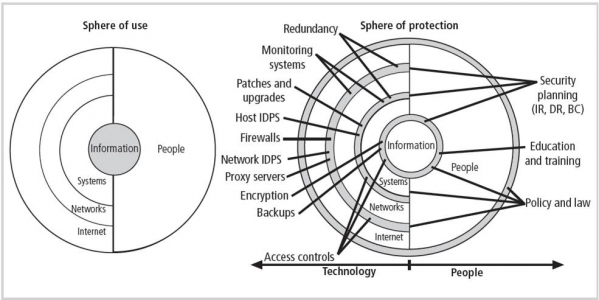 Sphere of use
Information
People
Systems
Networks
Internet
Sphere of protection
Redundancy
Monitoring
systems
Patches and
upgrades
Host IDPS
Firewalls
Network IDPS
Proxy servers
Encryption
Backups
Access controls
Information
People
Systems
Networks
Internet
Security
planning
(IR, DR, BC)
Education
and training
Policy and law
Technology
People